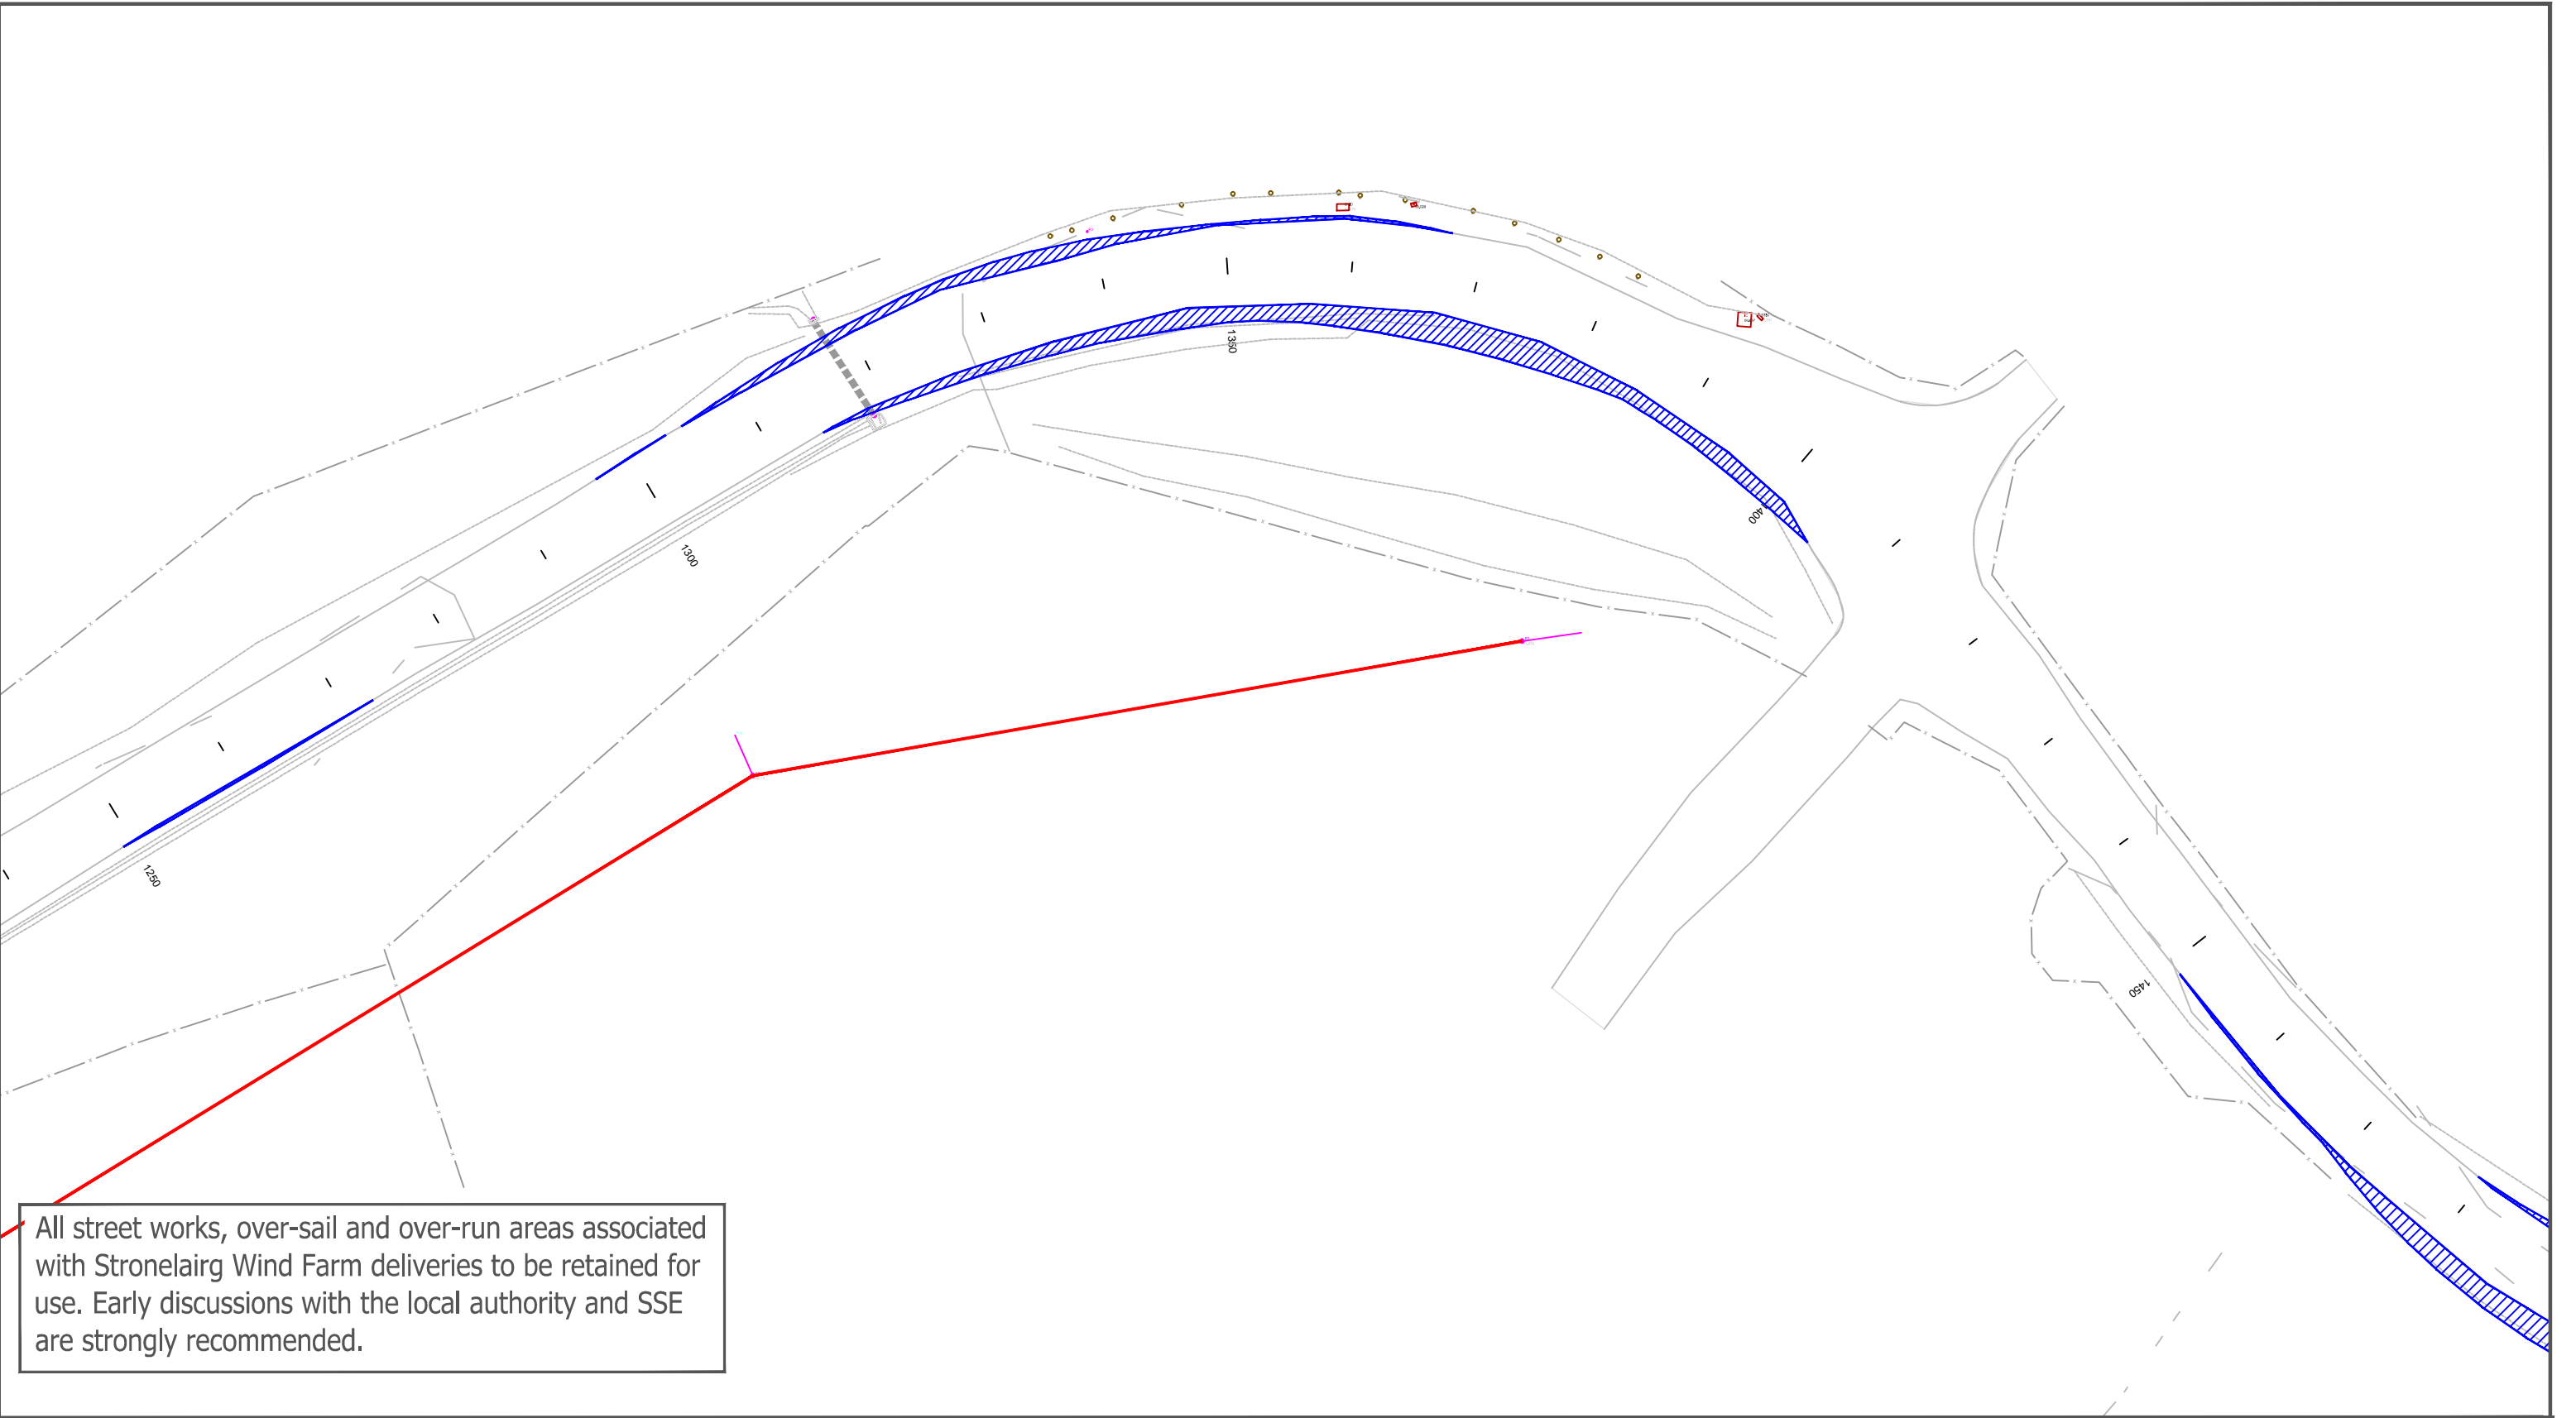 1350
1400
1300
1250
1450
All street works, over-sail and over-run areas associated
with Stronelairg Wind Farm deliveries to be retained for
use. Early discussions with the local authority and SSE
are strongly recommended.